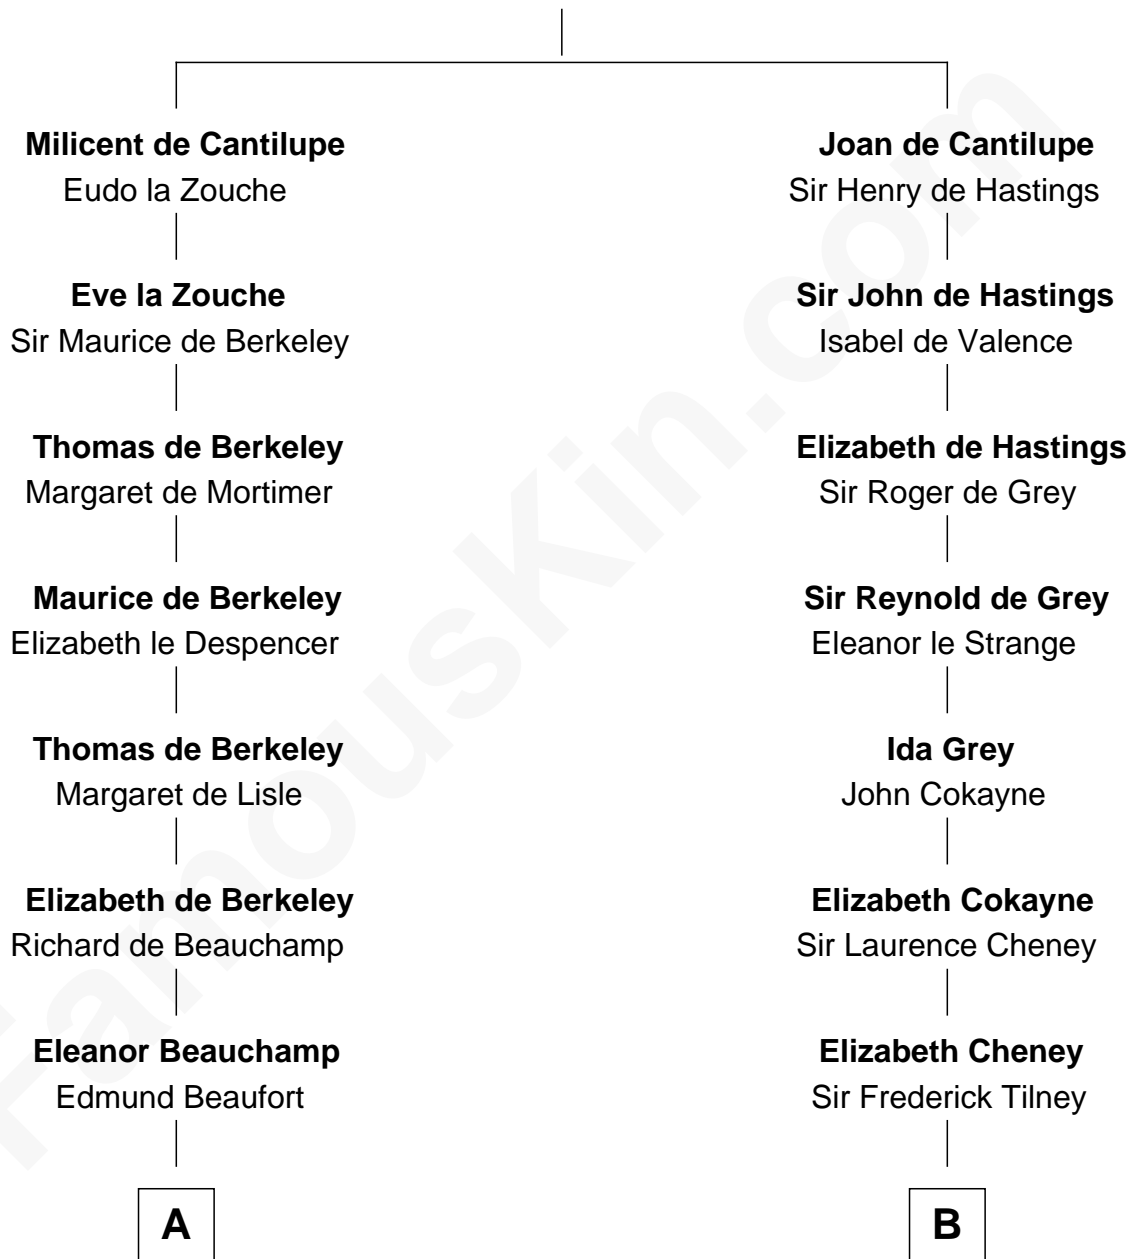 Milicent de Cantilupe
Eudo la Zouche
Eve la Zouche
Sir Maurice de Berkeley
Thomas de Berkeley
Margaret de Mortimer
Maurice de Berkeley
Elizabeth le Despencer
Thomas de Berkeley
Margaret de Lisle
Elizabeth de Berkeley
Richard de Beauchamp
Eleanor Beauchamp
Edmund Beaufort
A
Joan de Cantilupe
Sir Henry de Hastings
Sir John de Hastings
Isabel de Valence
Elizabeth de Hastings
Sir Roger de Grey
Sir Reynold de Grey
Eleanor le Strange
Ida Grey
John Cokayne
Elizabeth Cokayne
Sir Laurence Cheney
Elizabeth Cheney
Sir Frederick Tilney
B
FamousKin.com